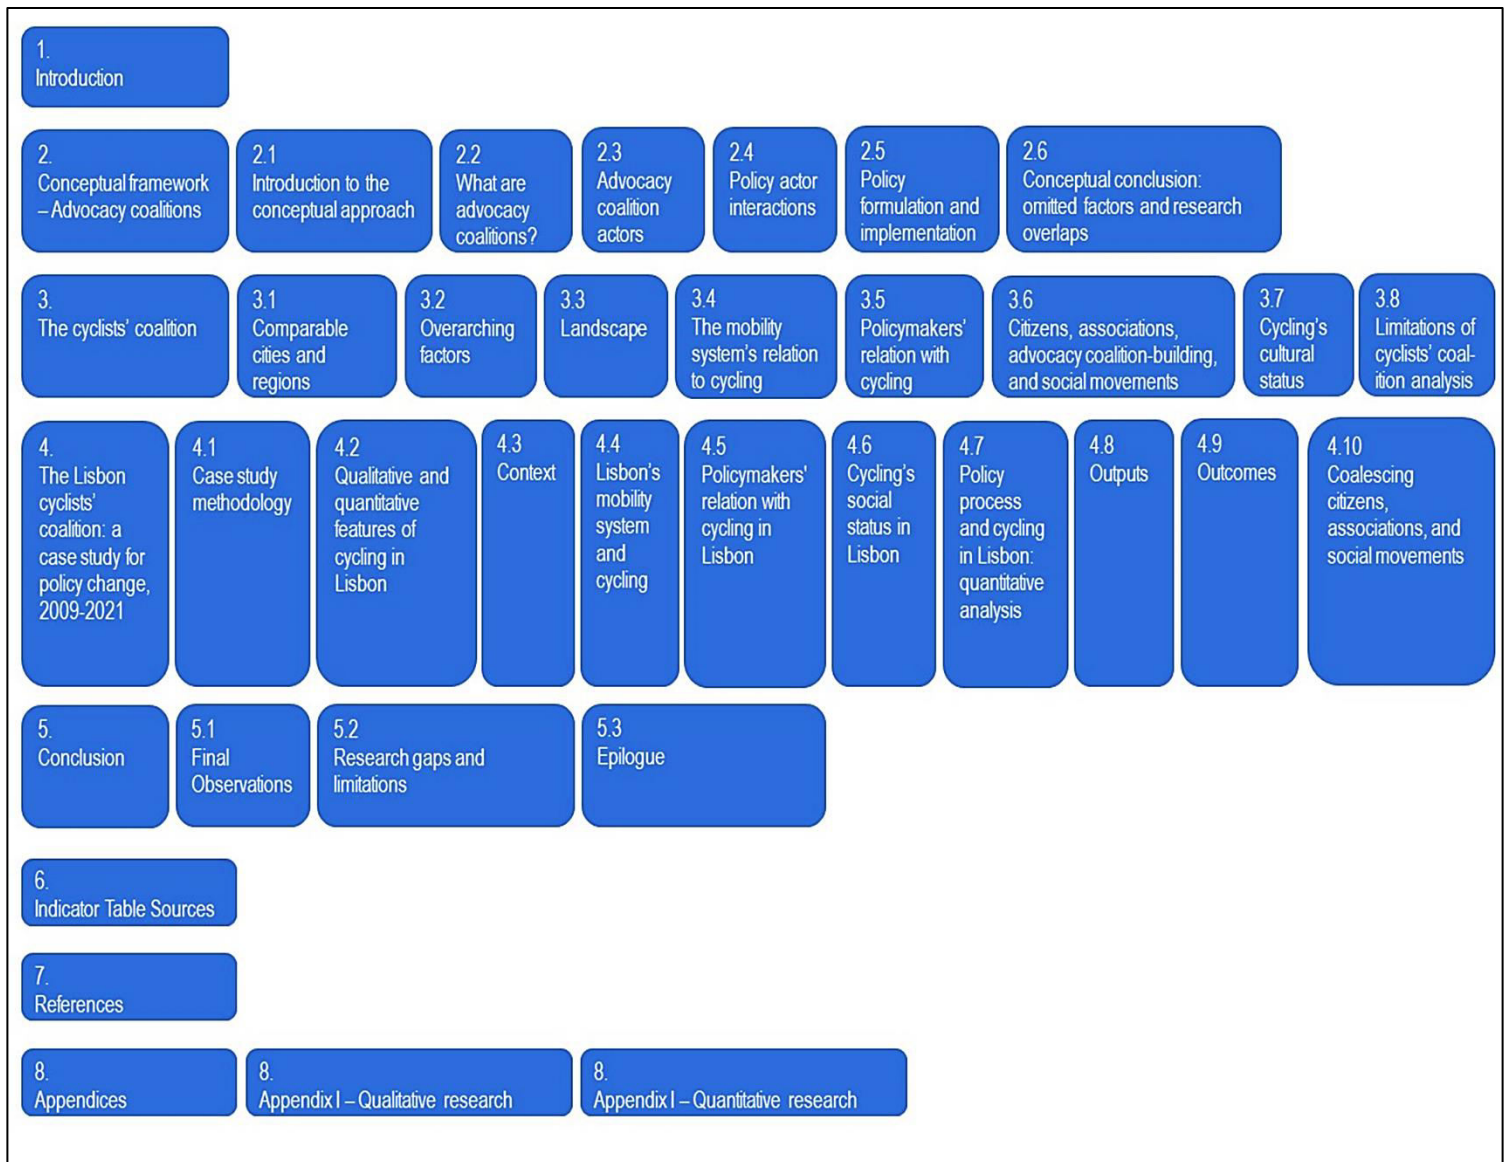 1.
Introduction
2.
Conceptual framework
– Advocacy coalitions
2.1
Introduction to the
conceptual approach
2.2
What are
advocacy
coalitions?
2.3
Advocacy
coalition
actors
2.4
Policy actor
interactions
2.5
Policy
formulation and
implementation
2.6
Conceptual conclusion:
omitted factors and research
overlaps
3.
The cyclists’ coalition
3.1
Comparable
cities and
regions
3.2
Overarching
factors
3.3
Landscape
3.4
The mobility
system’s relation
to cycling
3.5
Policymakers’
relation with
cycling
3.6
Citizens, associations,
advocacy coalition-building,
and social movements
3.7
Cycling’s
cultural
status
3.8
Limitations of
cyclists’ coal-
ition analysis
4.
The Lisbon
cyclists’
coalition: a
case study for
policy change,
2009-2021
4.1
Case study
methodology
4.2
Qualitative and
quantitative
features of
cycling in
Lisbon
4.3
Context
4.4
Lisbon’s
mobility
system
and
cycling
4.5
Policymakers'
relation with
cycling in
Lisbon
4.6
Cycling’s
social
status in
Lisbon
4.7
Policy
process
and cycling
in Lisbon:
quantitative
analysis
4.8
Outputs
4.9
Outcomes
4.10
Coalescing
citizens,
associations, and
social movements
5.
Conclusion
5.1
Final
Observations
5.2
Research gaps and
limitations
5.3
Epilogue
6.
Indicator Table Sources
7.
References
8.
Appendices
8.
Appendix I – Qualitative research
8.
Appendix I – Quantitative research